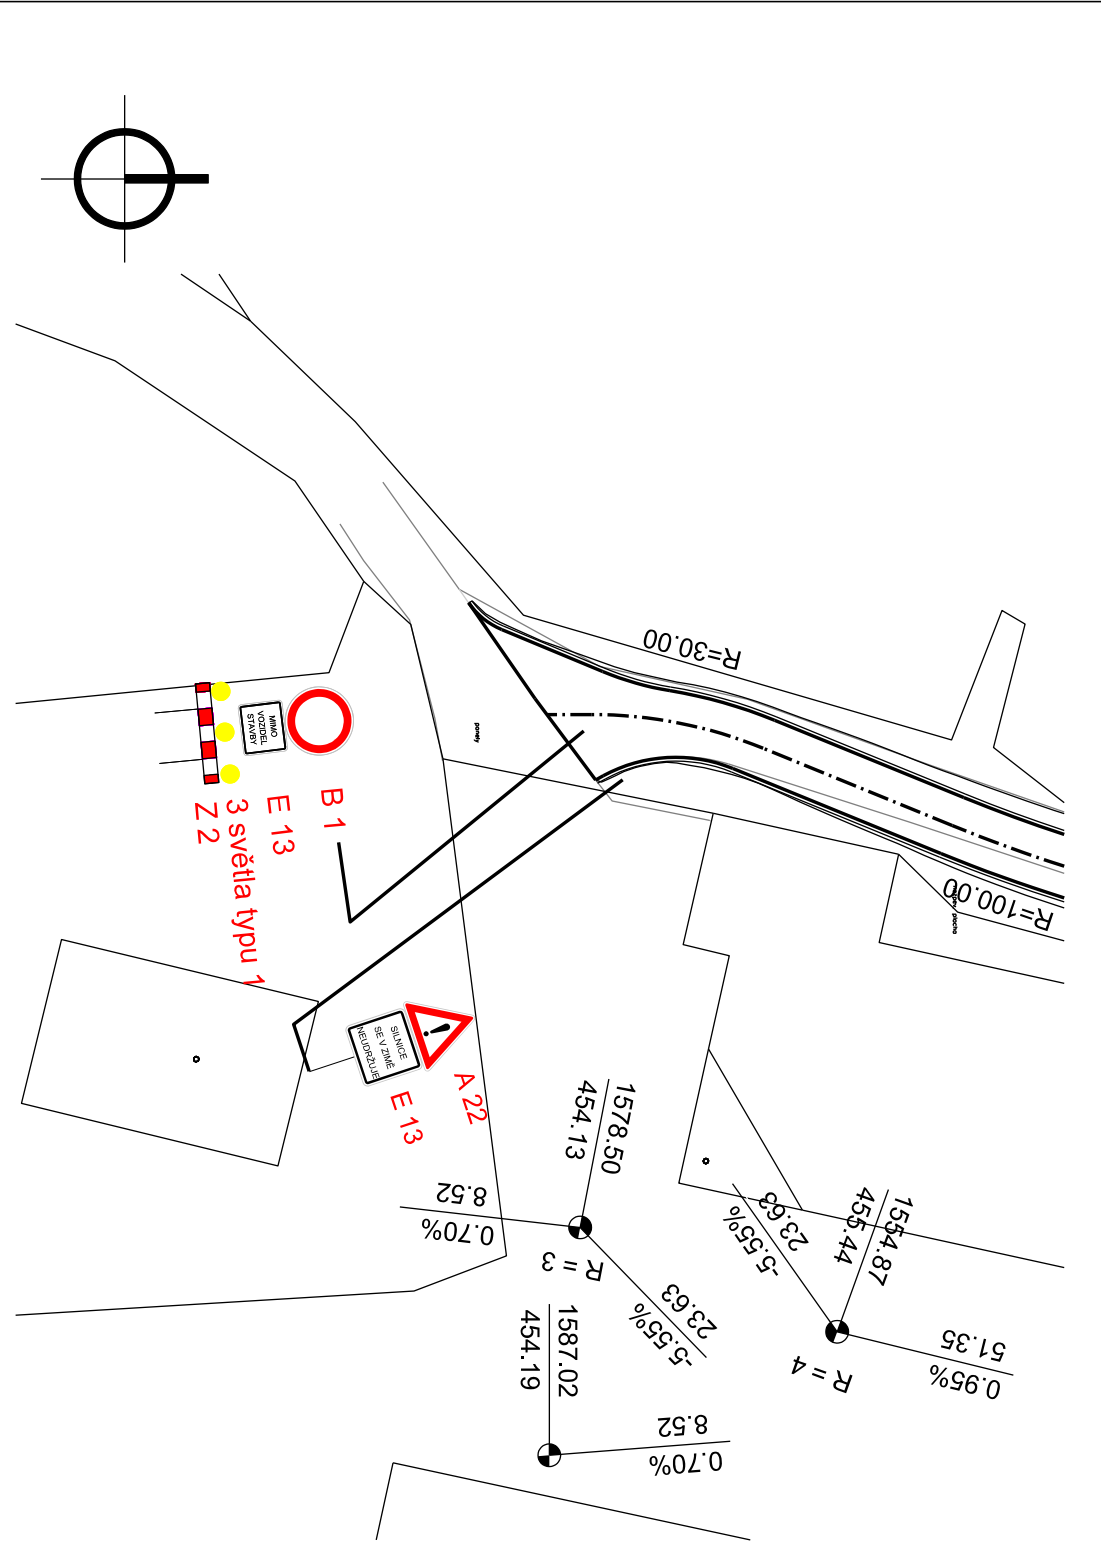 R=30.00
R=100.00
MIMO
VOZIDEL
STAVBY
B 1
E 13
3 světla typu 1
Z 2
SILNICE
SE V ZIMĚ
NEUDRŽUJE
A 22
E 13
1578.50
454.13
8.52
0.70%
R = 3
23.63
-5.55%
1587.02
454.19
8.52
0.70%
23.63
-5.55%
1554.87
455.44
R = 4
51.35
0.95%